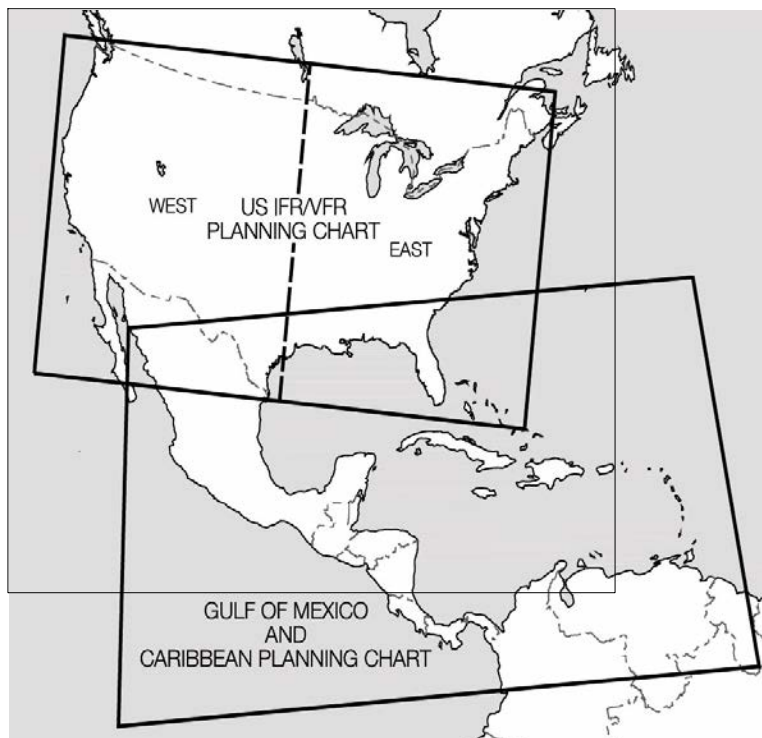 WEST
US IFR/VFR
PLANNING CHART
EAST
GULF OF MEXICO
AND
CARIBBEAN PLANNING CHART